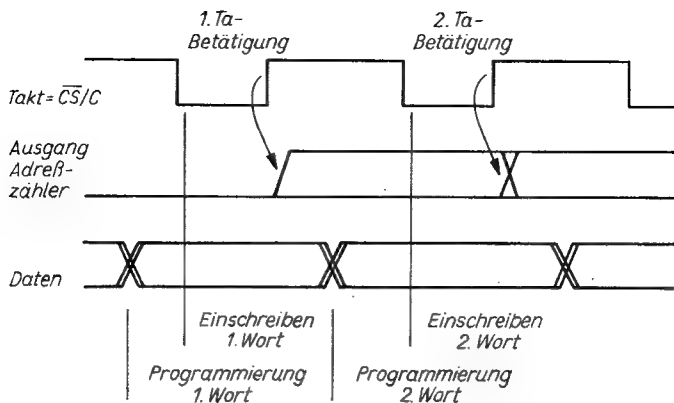 1. Ta-
Betätigung
2. Ta-
Betätigung
Takt = C̅S̅/C
Ausgang
Adreß-
zähler
Daten
Einschreiben
1. Wort
Einschreiben
2. Wort
Programmierung
1. Wort
Programmierung
2. Wort